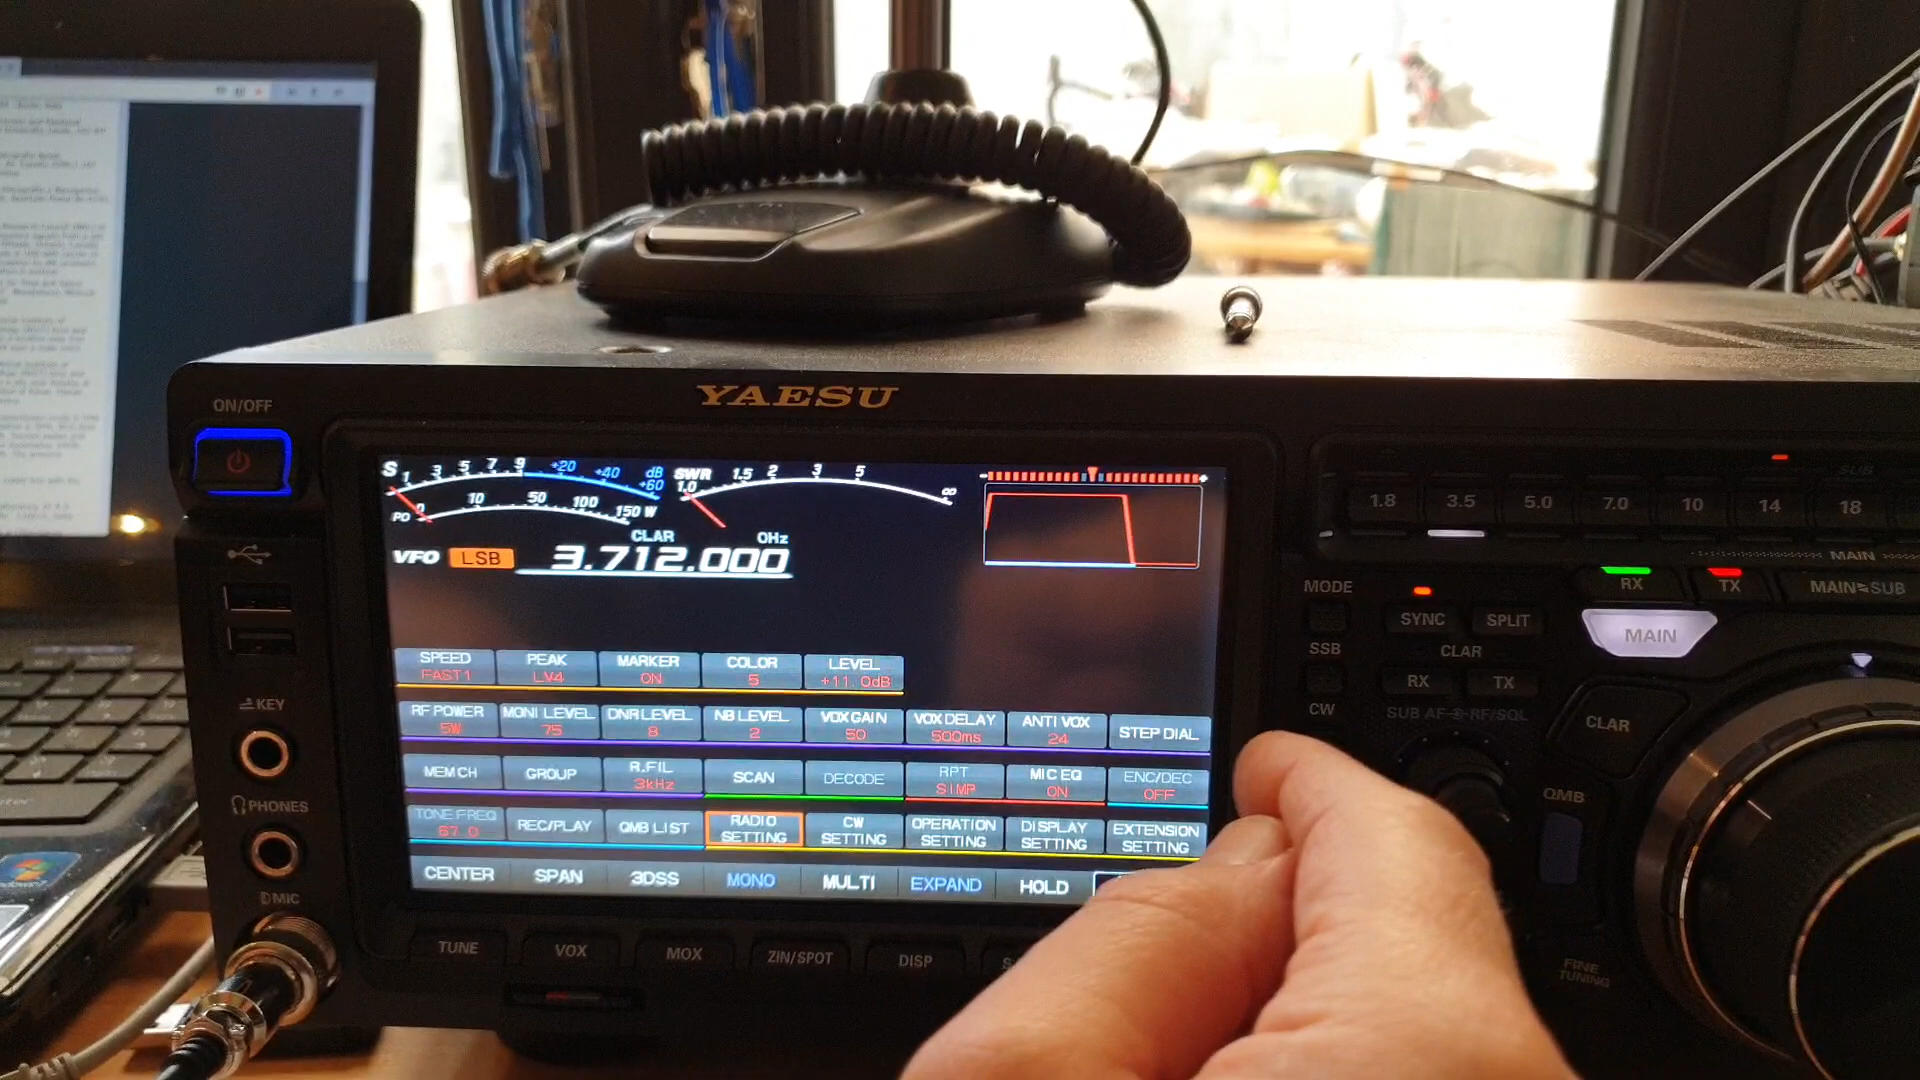 YAESU
ON/OFF
S 1 3 5 7 9 +20 +40 +60 dB
SWR 1.0 1.5 2 3 5 ∞
PO 0 10 50 100 150 W
CLAR 0Hz
VFO LSB 3.712.000
- +
SPEED PEAK MARKER COLOR LEVEL
FAST1 LV4 ON 5 +11.0dB
RF POWER MONI LEVEL DNR LEVEL NB LEVEL VOX GAIN VOX DELAY ANTI VOX STEP DIAL
5W 75 8 2 50 500ms 24
MEM CH GROUP R.FIL SCAN DECODE RPT MIC EQ ENC/DEC
3kHz SIMP ON OFF
TONE FREQ REC/PLAY QMB LIST RADIO SETTING CW SETTING OPERATION SETTING DISPLAY SETTING EXTENSION SETTING
67.0
CENTER SPAN 3DSS MONO MULTI EXPAND HOLD
KEY
PHONES
MIC
TUNE VOX MOX ZIN/SPOT DISP
SUB
1.8 3.5 5.0 7.0 10 14 18
MAIN
MODE RX TX MAIN SUB
SYNC SPLIT MAIN
SSB CLAR
RX TX
CW SUB AF RF/SQL CLAR
QMB
FINE
TUNING